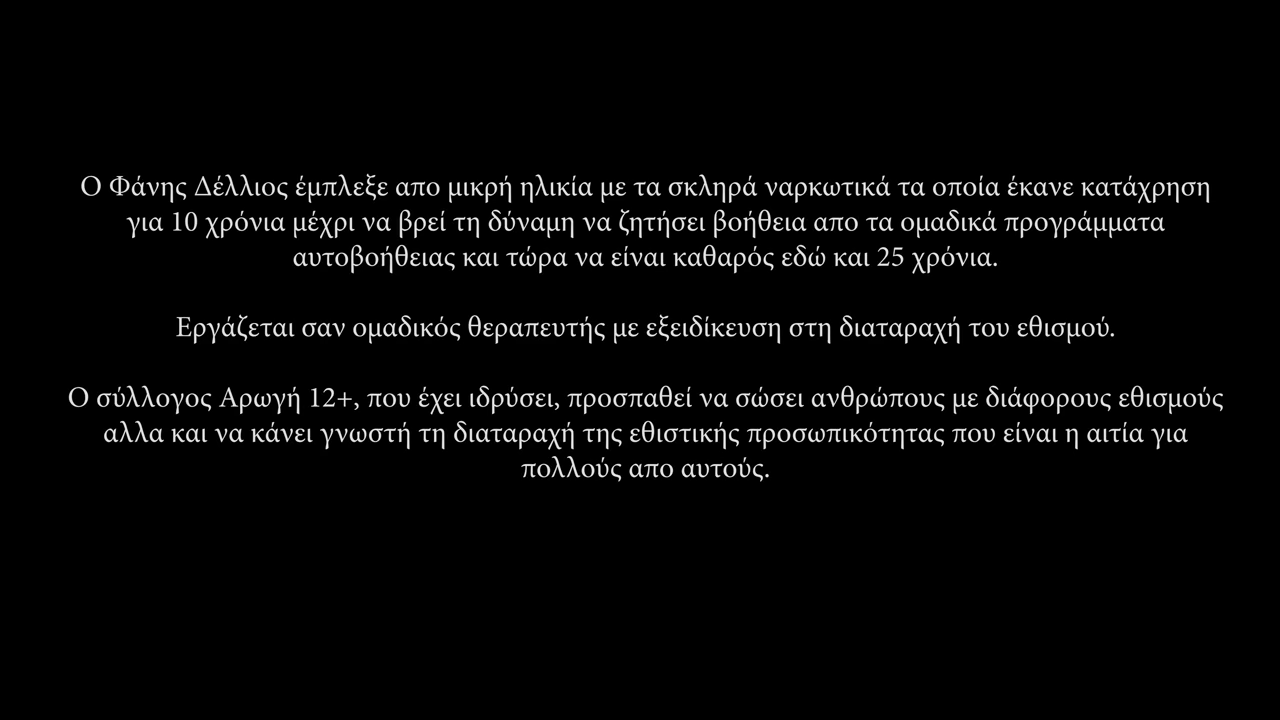 Ο Φάνης Δέλλιος έμπλεξε απο μικρή ηλικία με τα σκληρά ναρκωτικά τα οποία έκανε κατάχρηση
για 10 χρόνια μέχρι να βρεί τη δύναμη να ζητήσει βοήθεια απο τα ομαδικά προγράμματα
αυτοβοήθειας και τώρα να είναι καθαρός εδώ και 25 χρόνια.
Εργάζεται σαν ομαδικός θεραπευτής με εξειδίκευση στη διαταραχή του εθισμού.
Ο σύλλογος Αρωγή 12+, που έχει ιδρύσει, προσπαθεί να σώσει ανθρώπους με διάφορους εθισμούς
αλλα και να κάνει γνωστή τη διαταραχή της εθιστικής προσωπικότητας που είναι η αιτία για
πολλούς απο αυτούς.